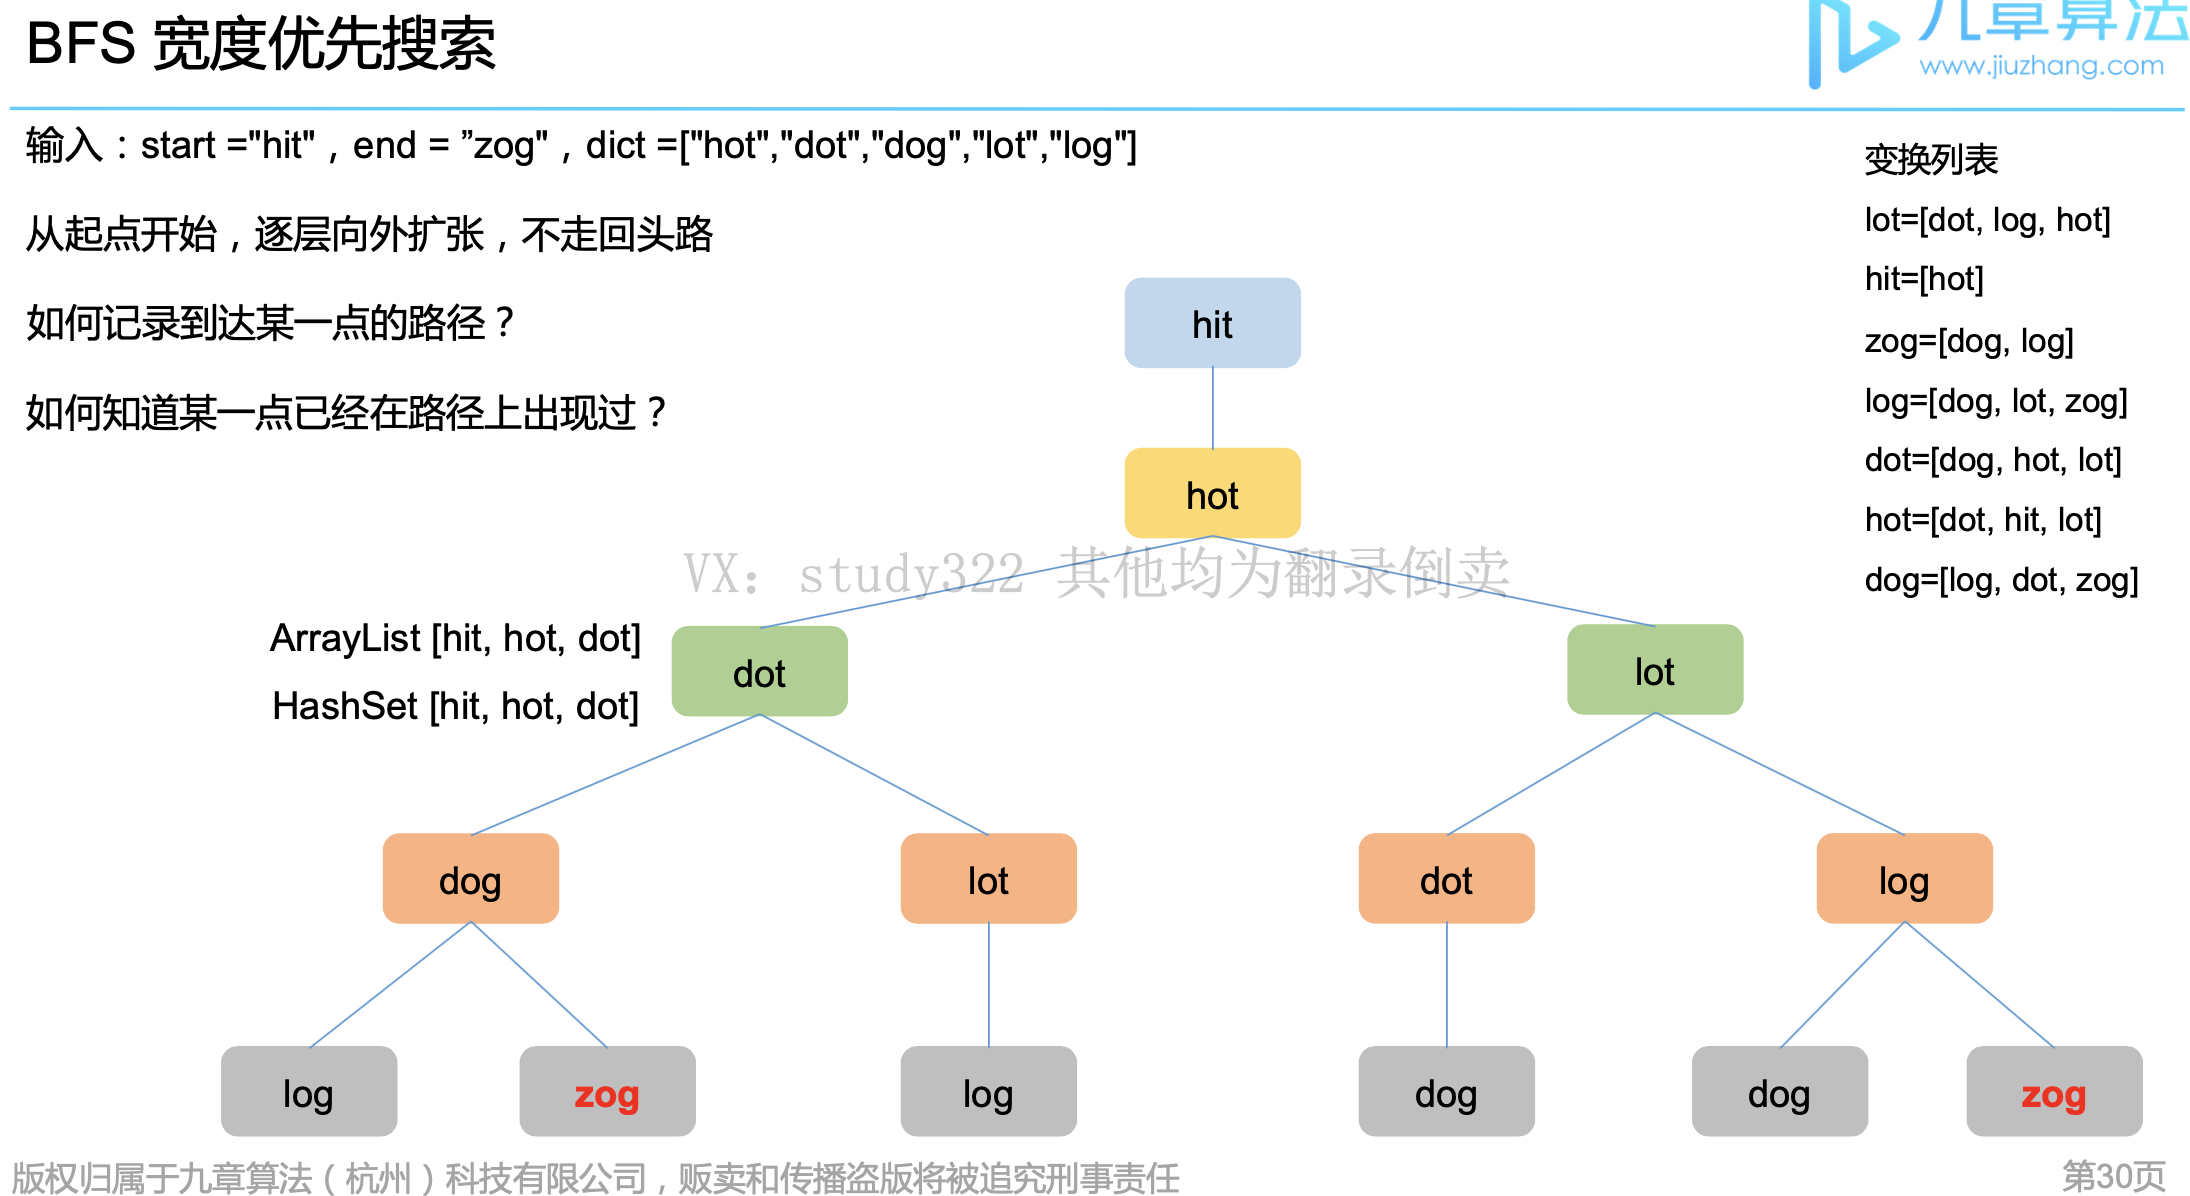 BFS 宽度优先搜索
九章算法
www.jiuzhang.com
输入：start ="hit"，end = ”zog"，dict =["hot","dot","dog","lot","log"]
从起点开始，逐层向外扩张，不走回头路
如何记录到达某一点的路径？
如何知道某一点已经在路径上出现过？
变换列表
lot=[dot, log, hot]
hit=[hot]
zog=[dog, log]
log=[dog, lot, zog]
dot=[dog, hot, lot]
hot=[dot, hit, lot]
dog=[log, dot, zog]
hit
hot
VX：study322 其他均为翻录倒卖
ArrayList [hit, hot, dot]
HashSet [hit, hot, dot]
dot
lot
dog
lot
dot
log
log
zog
log
dog
dog
zog
版权归属于九章算法（杭州）科技有限公司，贩卖和传播盗版将被追究刑事责任
第30页